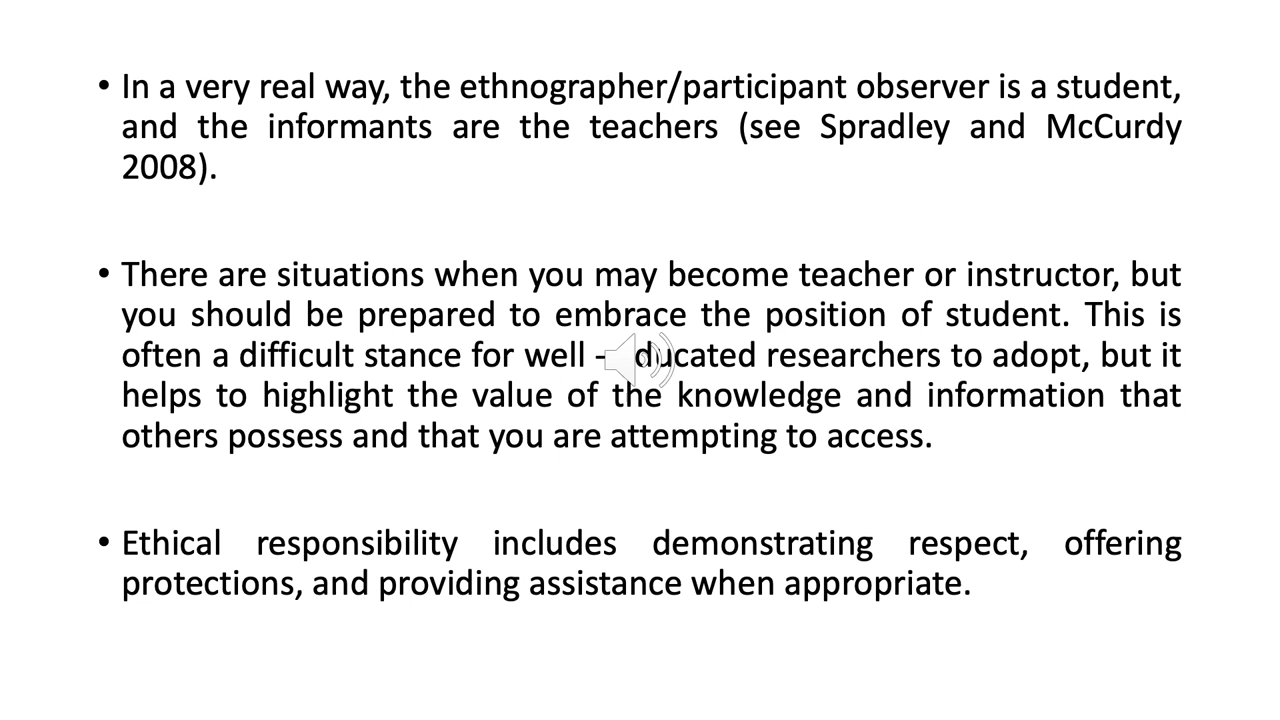 • In a very real way, the ethnographer/participant observer is a student,
and the informants are the teachers (see Spradley and McCurdy
2008).
• There are situations when you may become teacher or instructor, but
you should be prepared to embrace the position of student. This is
often a difficult stance for well - educated researchers to adopt, but it
helps to highlight the value of the knowledge and information that
others possess and that you are attempting to access.
• Ethical responsibility includes demonstrating respect, offering
protections, and providing assistance when appropriate.